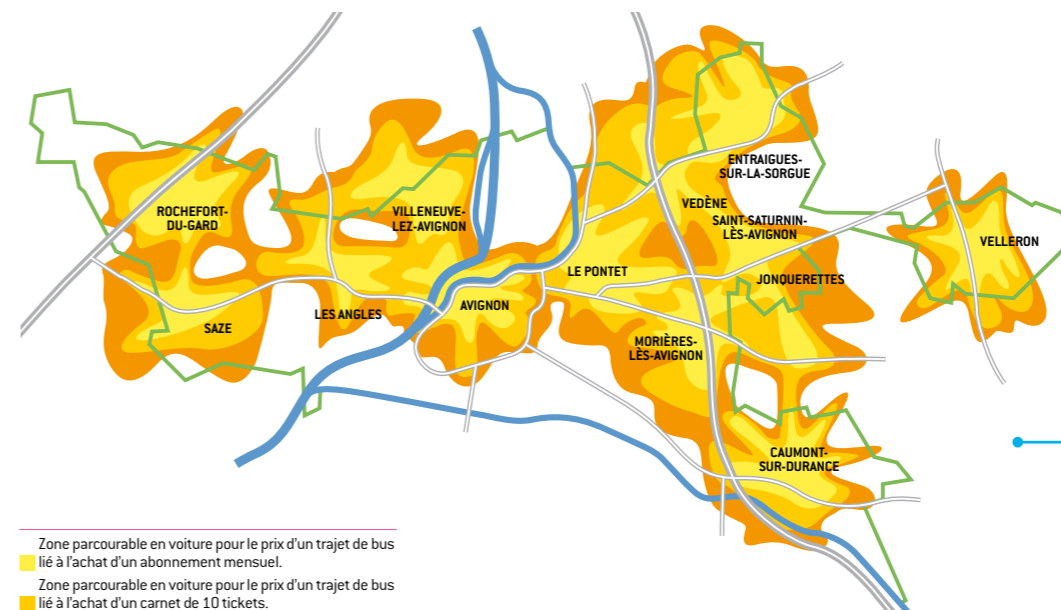 ENTRAIGUES-
SUR-LA-SORGUE
VEDÈNE
ROCHEFORT-
DU-GARD
VILLENEUVE-
LEZ-AVIGNON
SAINT-SATURNIN-
LÈS-AVIGNON
VELLERON
LE PONTET
JONQUERETTES
AVIGNON
LES ANGLES
SAZE
MORIÈRES-
LÈS-AVIGNON
CAUMONT-
SUR-DURANCE
Zone parcourable en voiture pour le prix d'un trajet de bus
lié à l'achat d'un abonnement mensuel.
Zone parcourable en voiture pour le prix d'un trajet de bus
lié à l'achat d'un carnet de 10 tickets.